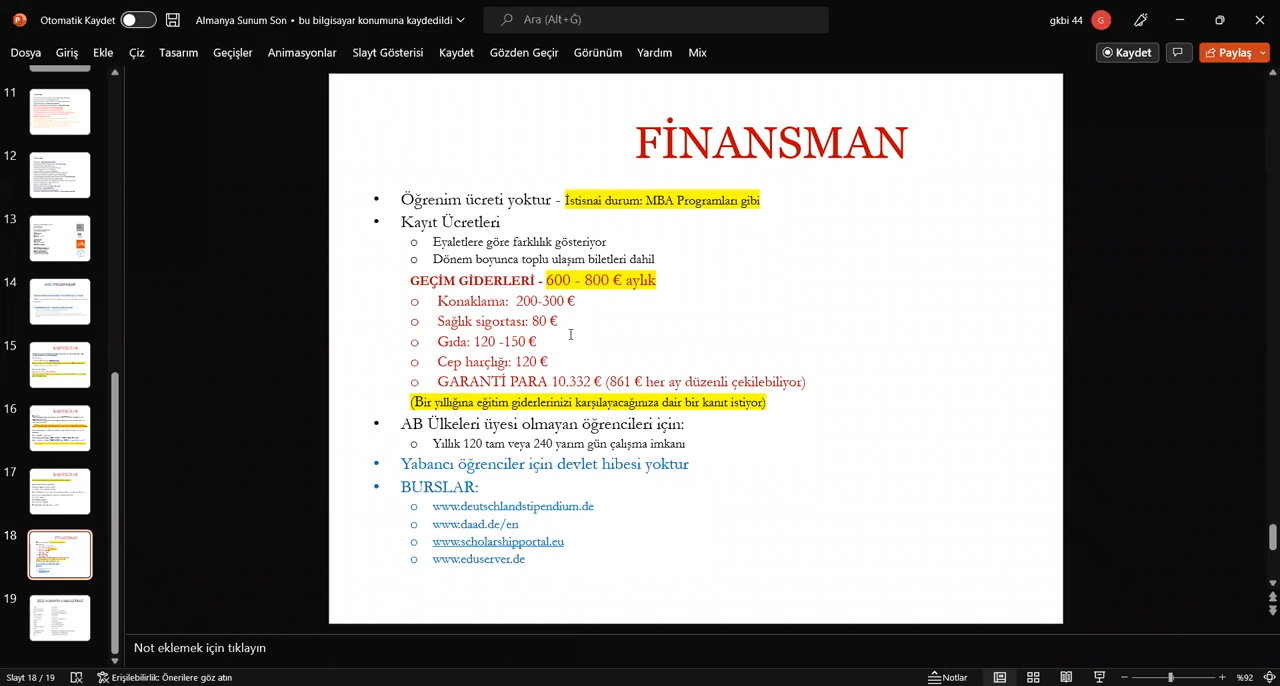 Otomatik Kaydet
Almanya Sunum Son • bu bilgisayar konumuna kaydedildi
Ara (Alt+Ğ)
gkbi 44
G
Dosya Giriş Ekle Çiz Tasarım Geçişler Animasyonlar Slayt Gösterisi Kaydet Gözden Geçir Görünüm Yardım Mix
Kaydet
Paylaş
11
12
13
14
15
16
17
18
19
FİNANSMAN
• Öğrenim ücreti yoktur - İstisnai durum: MBA Programları gibi
• Kayıt Ücretleri
o Eyaletlere göre farklılık gösteriyor
o Dönem boyunca toplu ulaşım biletleri dahil
GEÇİM GİDERLERİ - 600 - 800 € aylık
o Konaklama: 200-300 €
o Sağlık sigortası: 80 €
o Gıda: 120 -150 €
o Cep Harçlığı: 120 €
o GARANTİ PARA 10.332 € (861 € her ay düzenli çekilebiliyor)
(Bir yıllığına eğitim giderlerinizi karşılayacağınıza dair bir kanıt istiyor)
• AB Ülkeleri üyesi olmayan öğrencileri için:
o Yıllık 120 tam veya 240 yarım gün çalışma imkanı
• Yabancı öğrenciler için devlet hibesi yoktur
• BURSLAR:
o www.deutschlandstipendium.de
o www.daad.de/en
o www.scholarshipportal.eu
o www.eduserver.de
Not eklemek için tıklayın
Slayt 18 / 19
Erişilebilirlik: Önerilere göz atın
Notlar
%92